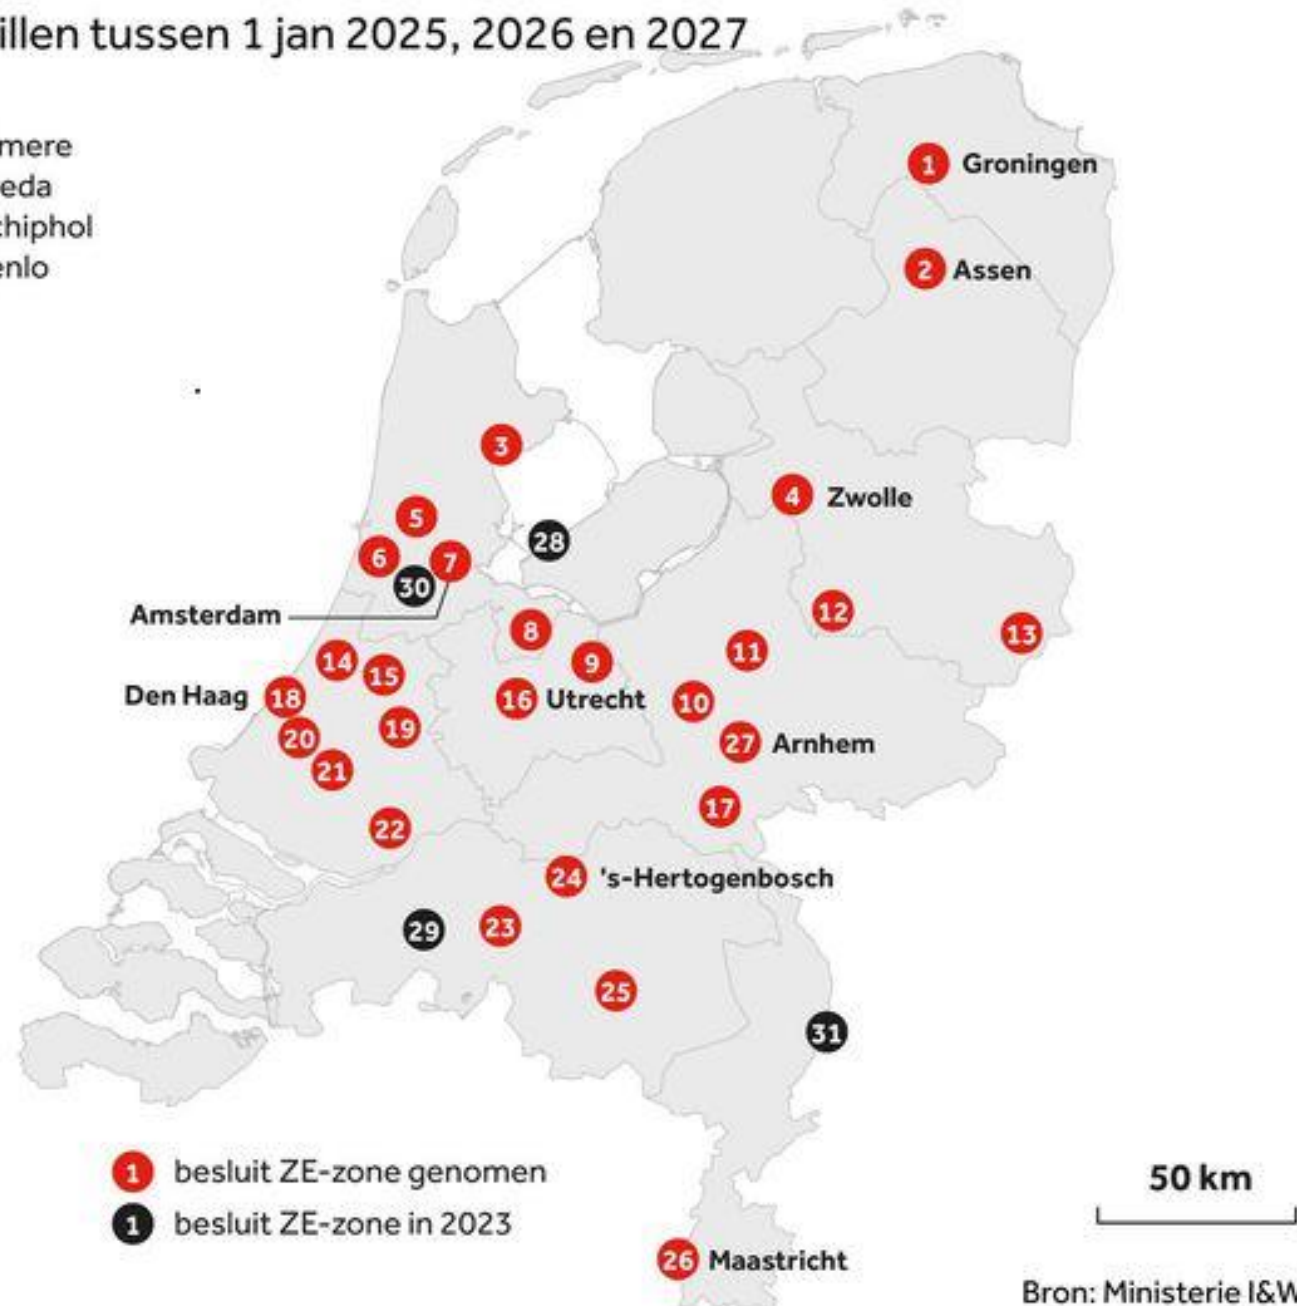 illen tussen 1 jan 2025, 2026 en 2027
mere
eda
chiphol
enlo
1 Groningen
2 Assen
3
4 Zwolle
5
28
6
7
30
Amsterdam
12
8
13
11
9
14
15
Den Haag 18
16 Utrecht
10
19
20
27 Arnhem
21
17
22
24 's-Hertogenbosch
23
29
25
31
1 besluit ZE-zone genomen
1 besluit ZE-zone in 2023
50 km
26 Maastricht
Bron: Ministerie I&W